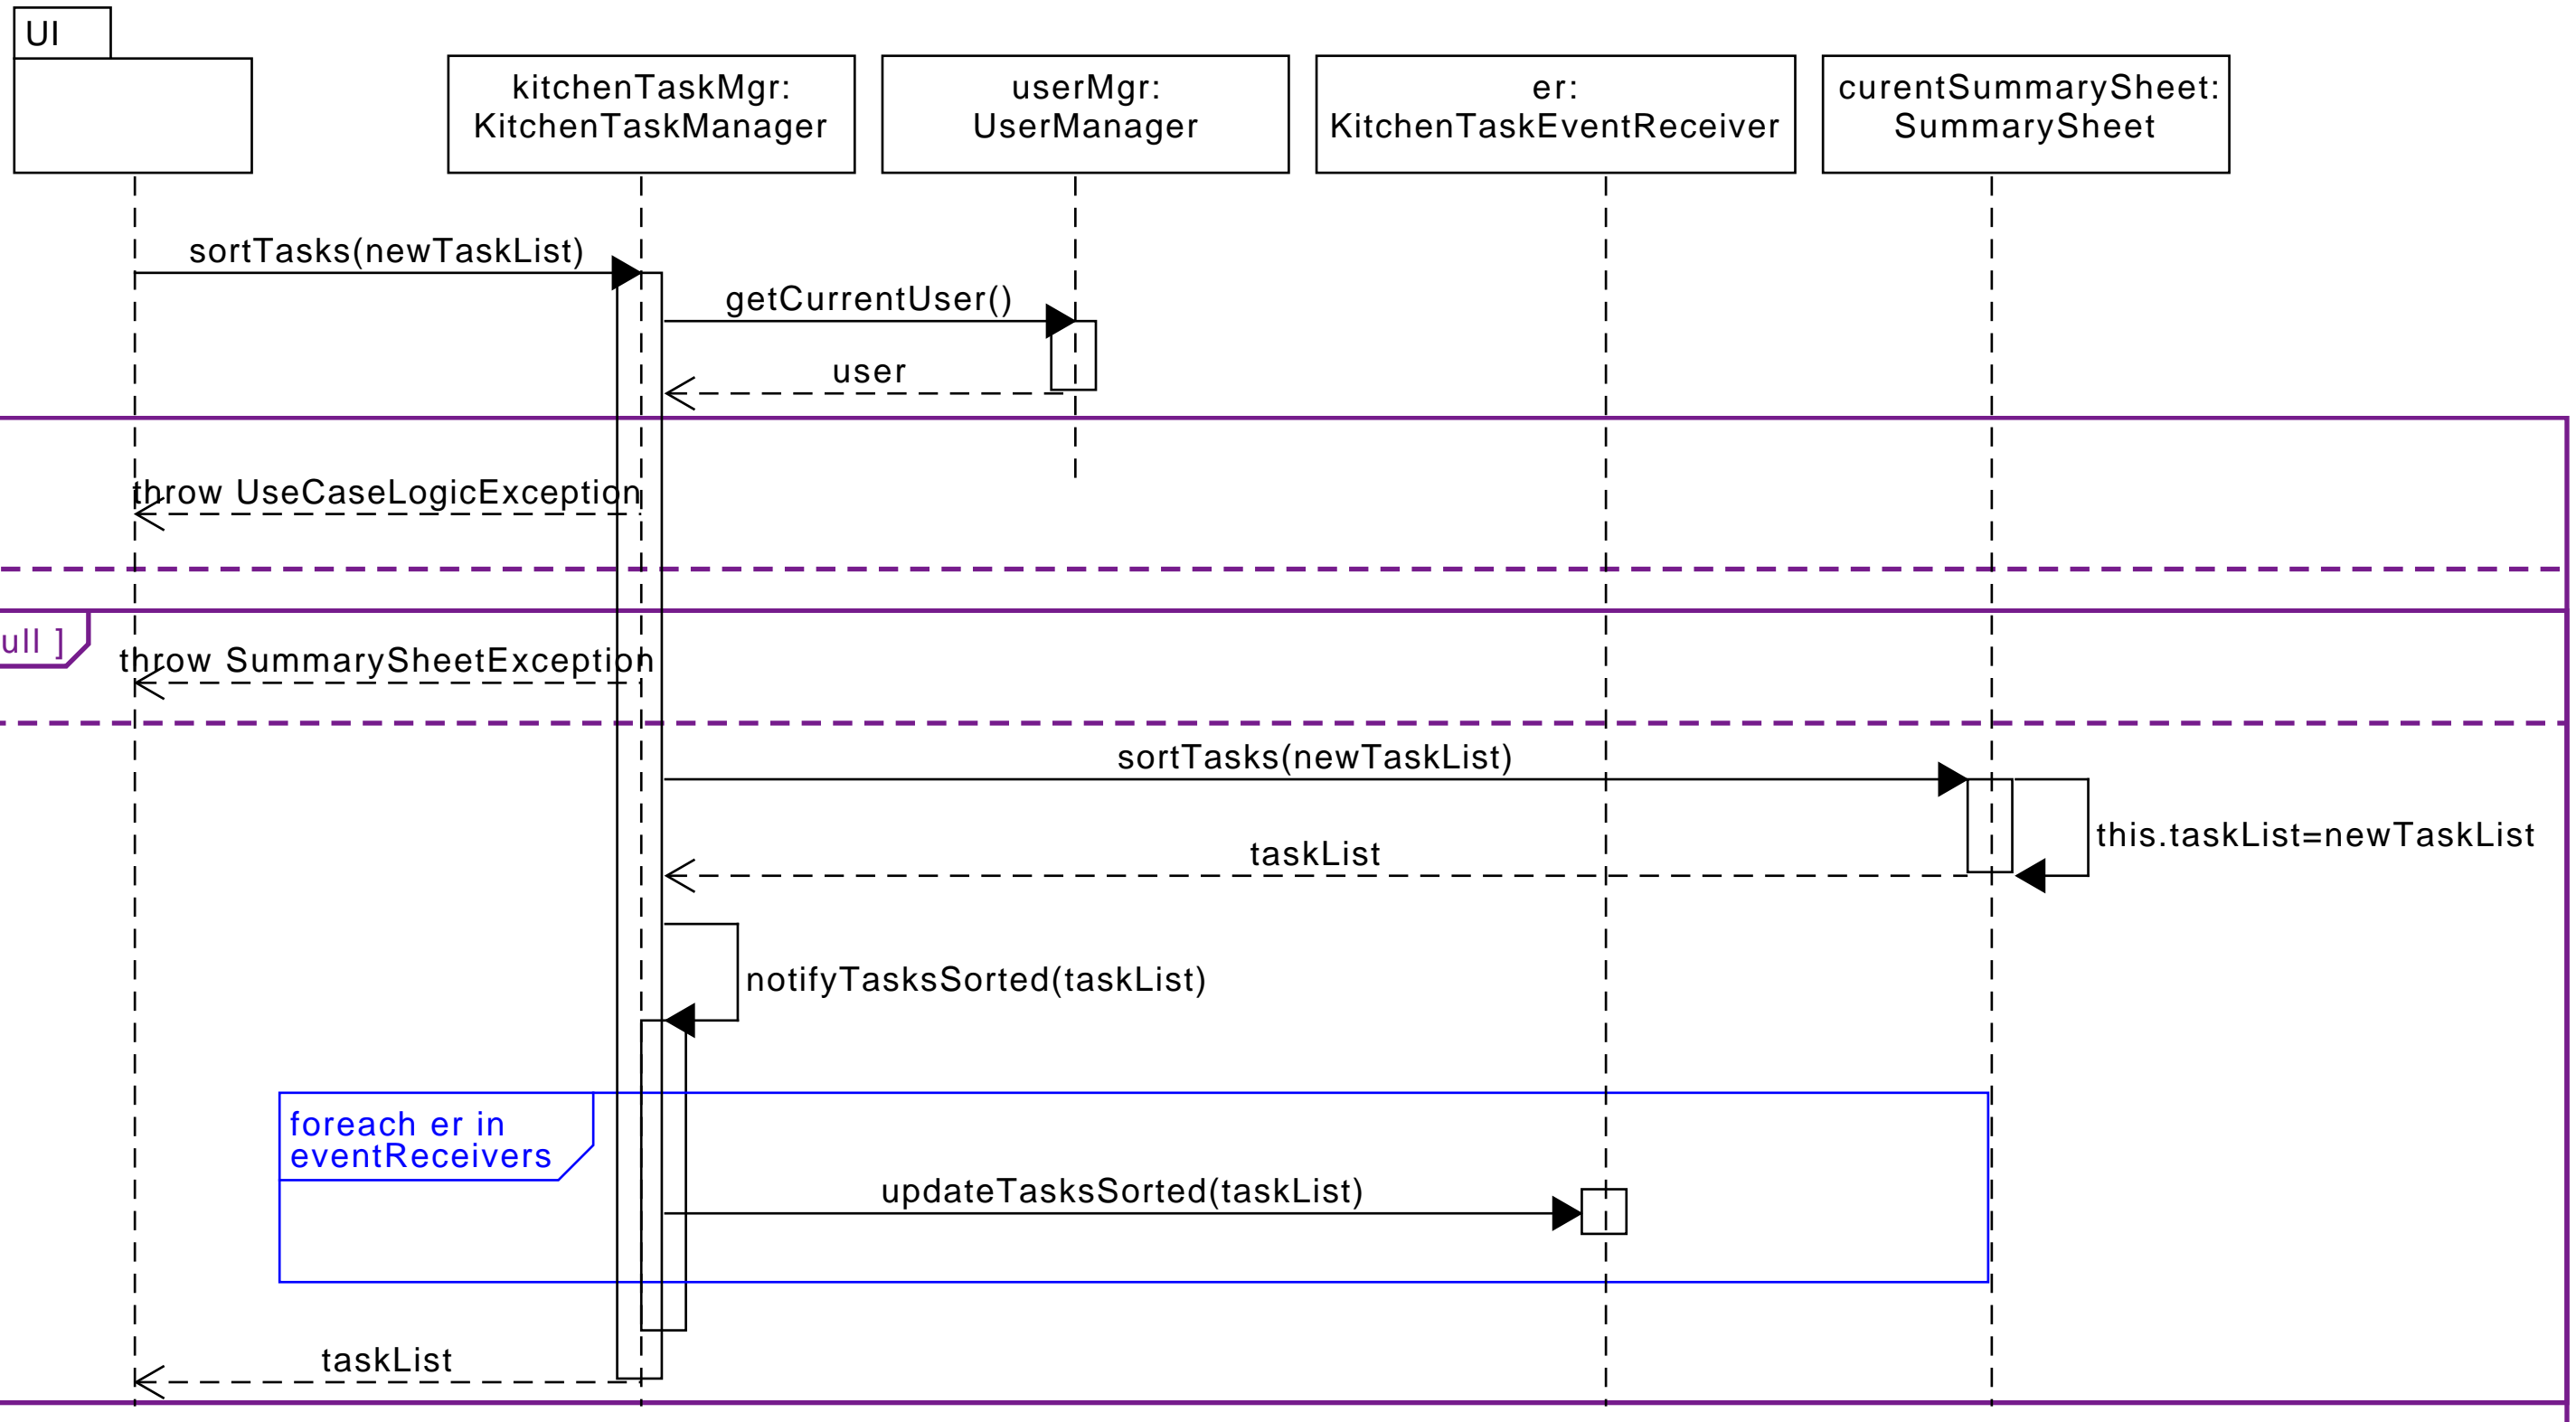 UI
kitchenTaskMgr:
KitchenTaskManager
userMgr:
UserManager
er:
KitchenTaskEventReceiver
curentSummarySheet:
SummarySheet
sortTasks(newTaskList)
getCurrentUser()
user
throw UseCaseLogicException
ull ]
throw SummarySheetException
sortTasks(newTaskList)
this.taskList=newTaskList
taskList
notifyTasksSorted(taskList)
foreach er in
eventReceivers
updateTasksSorted(taskList)
taskList